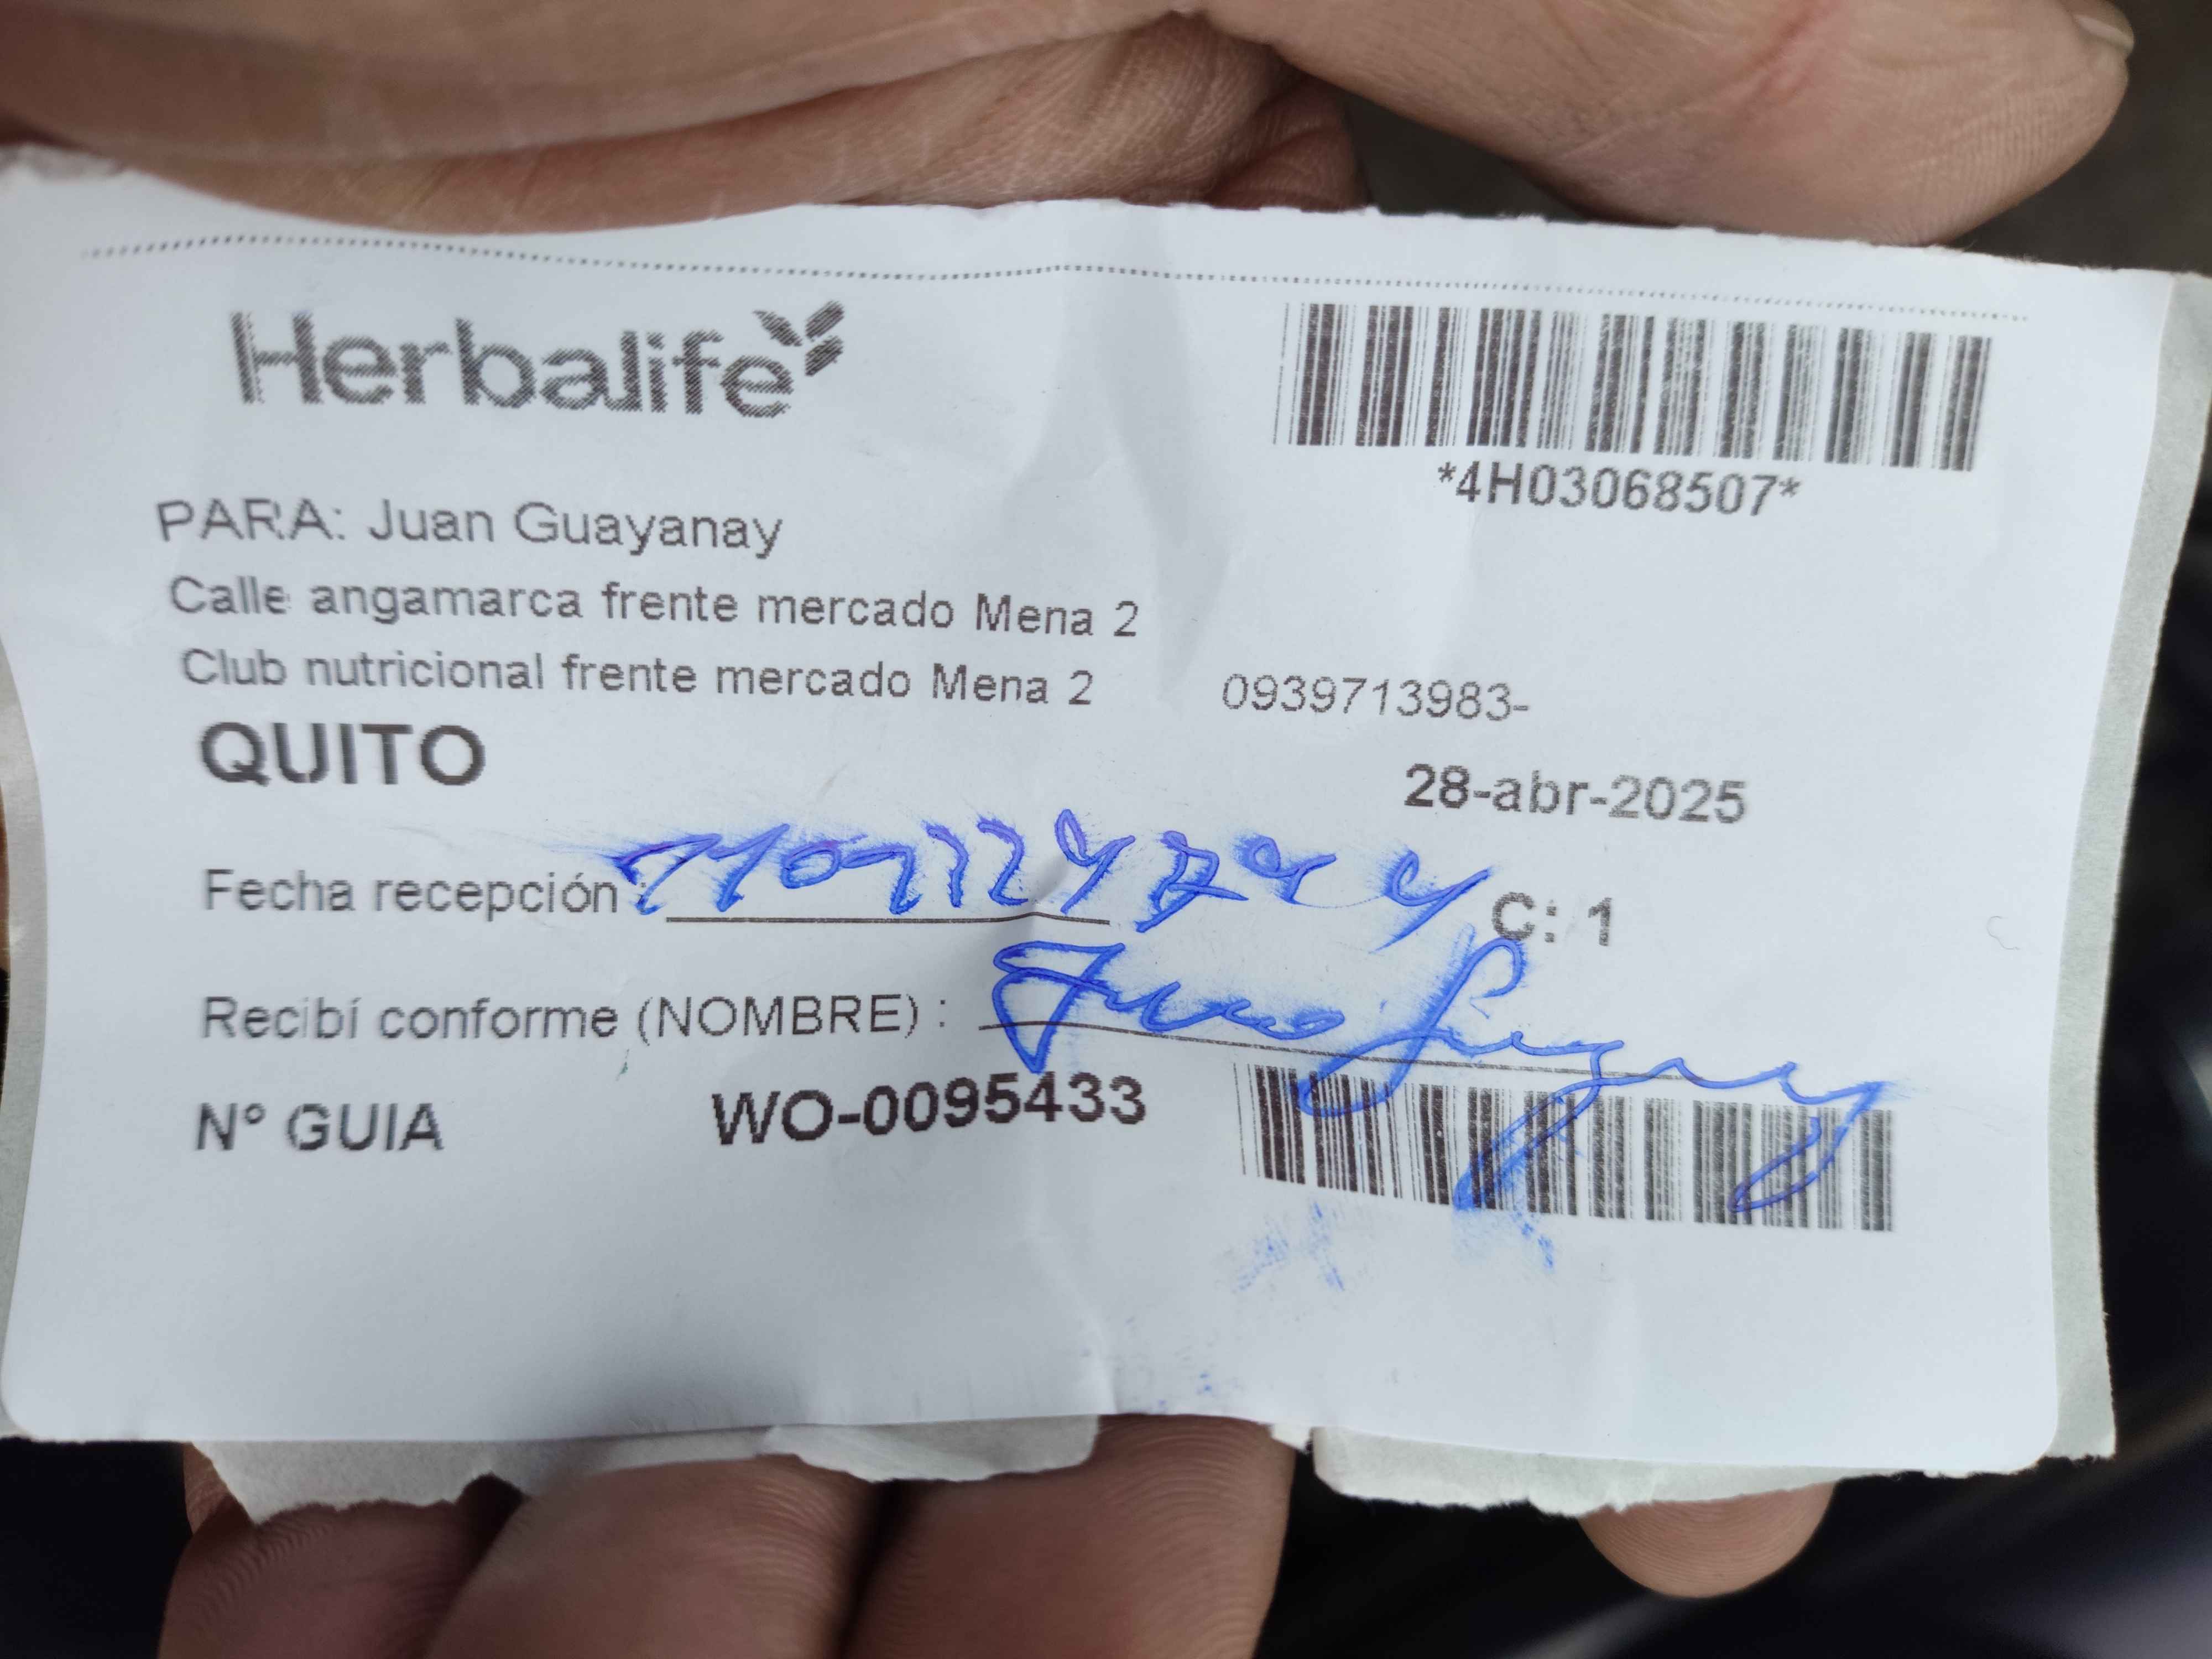 Herbalife
*4H03068507*
PARA: Juan Guayanay
Calle angamarca frente mercado Mena 2
Club nutricional frente mercado Mena 2 0939713983-
QUITO
28-abr-2025
Fecha recepción :
C: 1
Recibí conforme (NOMBRE) :
Nº GUIA WO-0095433